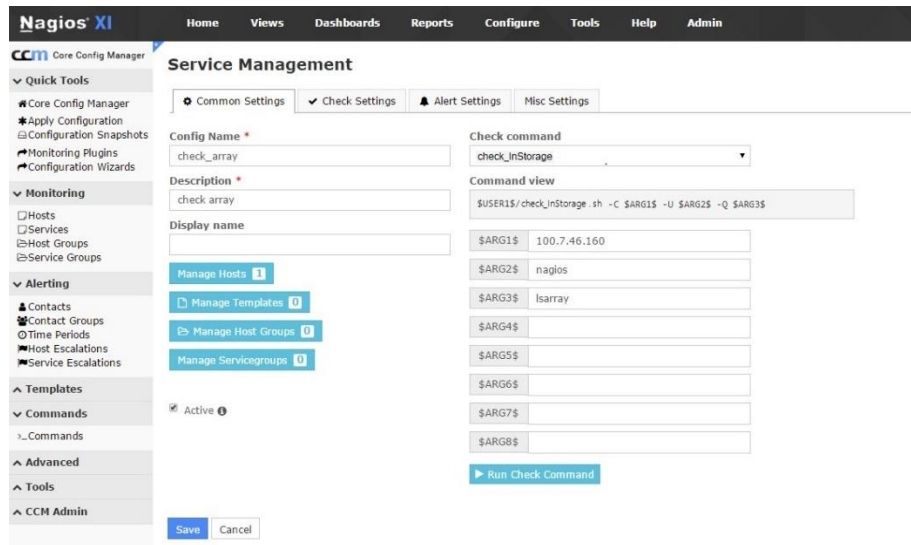 Nagios XI Home Views Dashboards Reports Configure Tools Help Admin
CCM Core Config Manager
Quick Tools
Core Config Manager
Apply Configuration
Configuration Snapshots
Monitoring Plugins
Configuration Wizards
Monitoring
Hosts
Services
Host Groups
Service Groups
Alerting
Contacts
Contact Groups
Time Periods
Host Escalations
Service Escalations
Templates
Commands
>_Commands
Advanced
Tools
CCM Admin
Service Management
Common Settings Check Settings Alert Settings Misc Settings
Config Name *
check_array
Description *
check array
Display name
Manage Hosts 1
Manage Templates 0
Manage Host Groups 0
Manage Servicegroups 0
Active
Check command
check_InStorage
Command view
$USER1$/check_InStorage.sh -C $ARG1$ -U $ARG2$ -Q $ARG3$
$ARG1$ 100.7.46.160
$ARG2$ nagios
$ARG3$ lsarray
$ARG4$
$ARG5$
$ARG6$
$ARG7$
$ARG8$
Run Check Command
Save Cancel